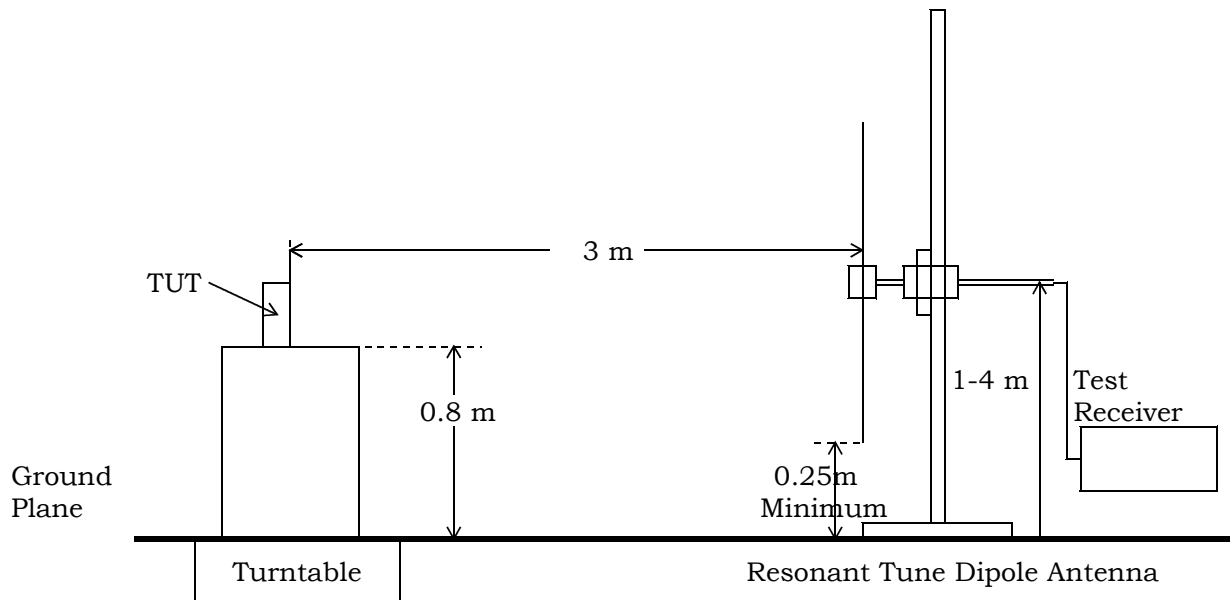 3 m
TUT
1-4 m
Test
Receiver
0.8 m
Ground
Plane
0.25m
Minimum
Turntable
Resonant Tune Dipole Antenna